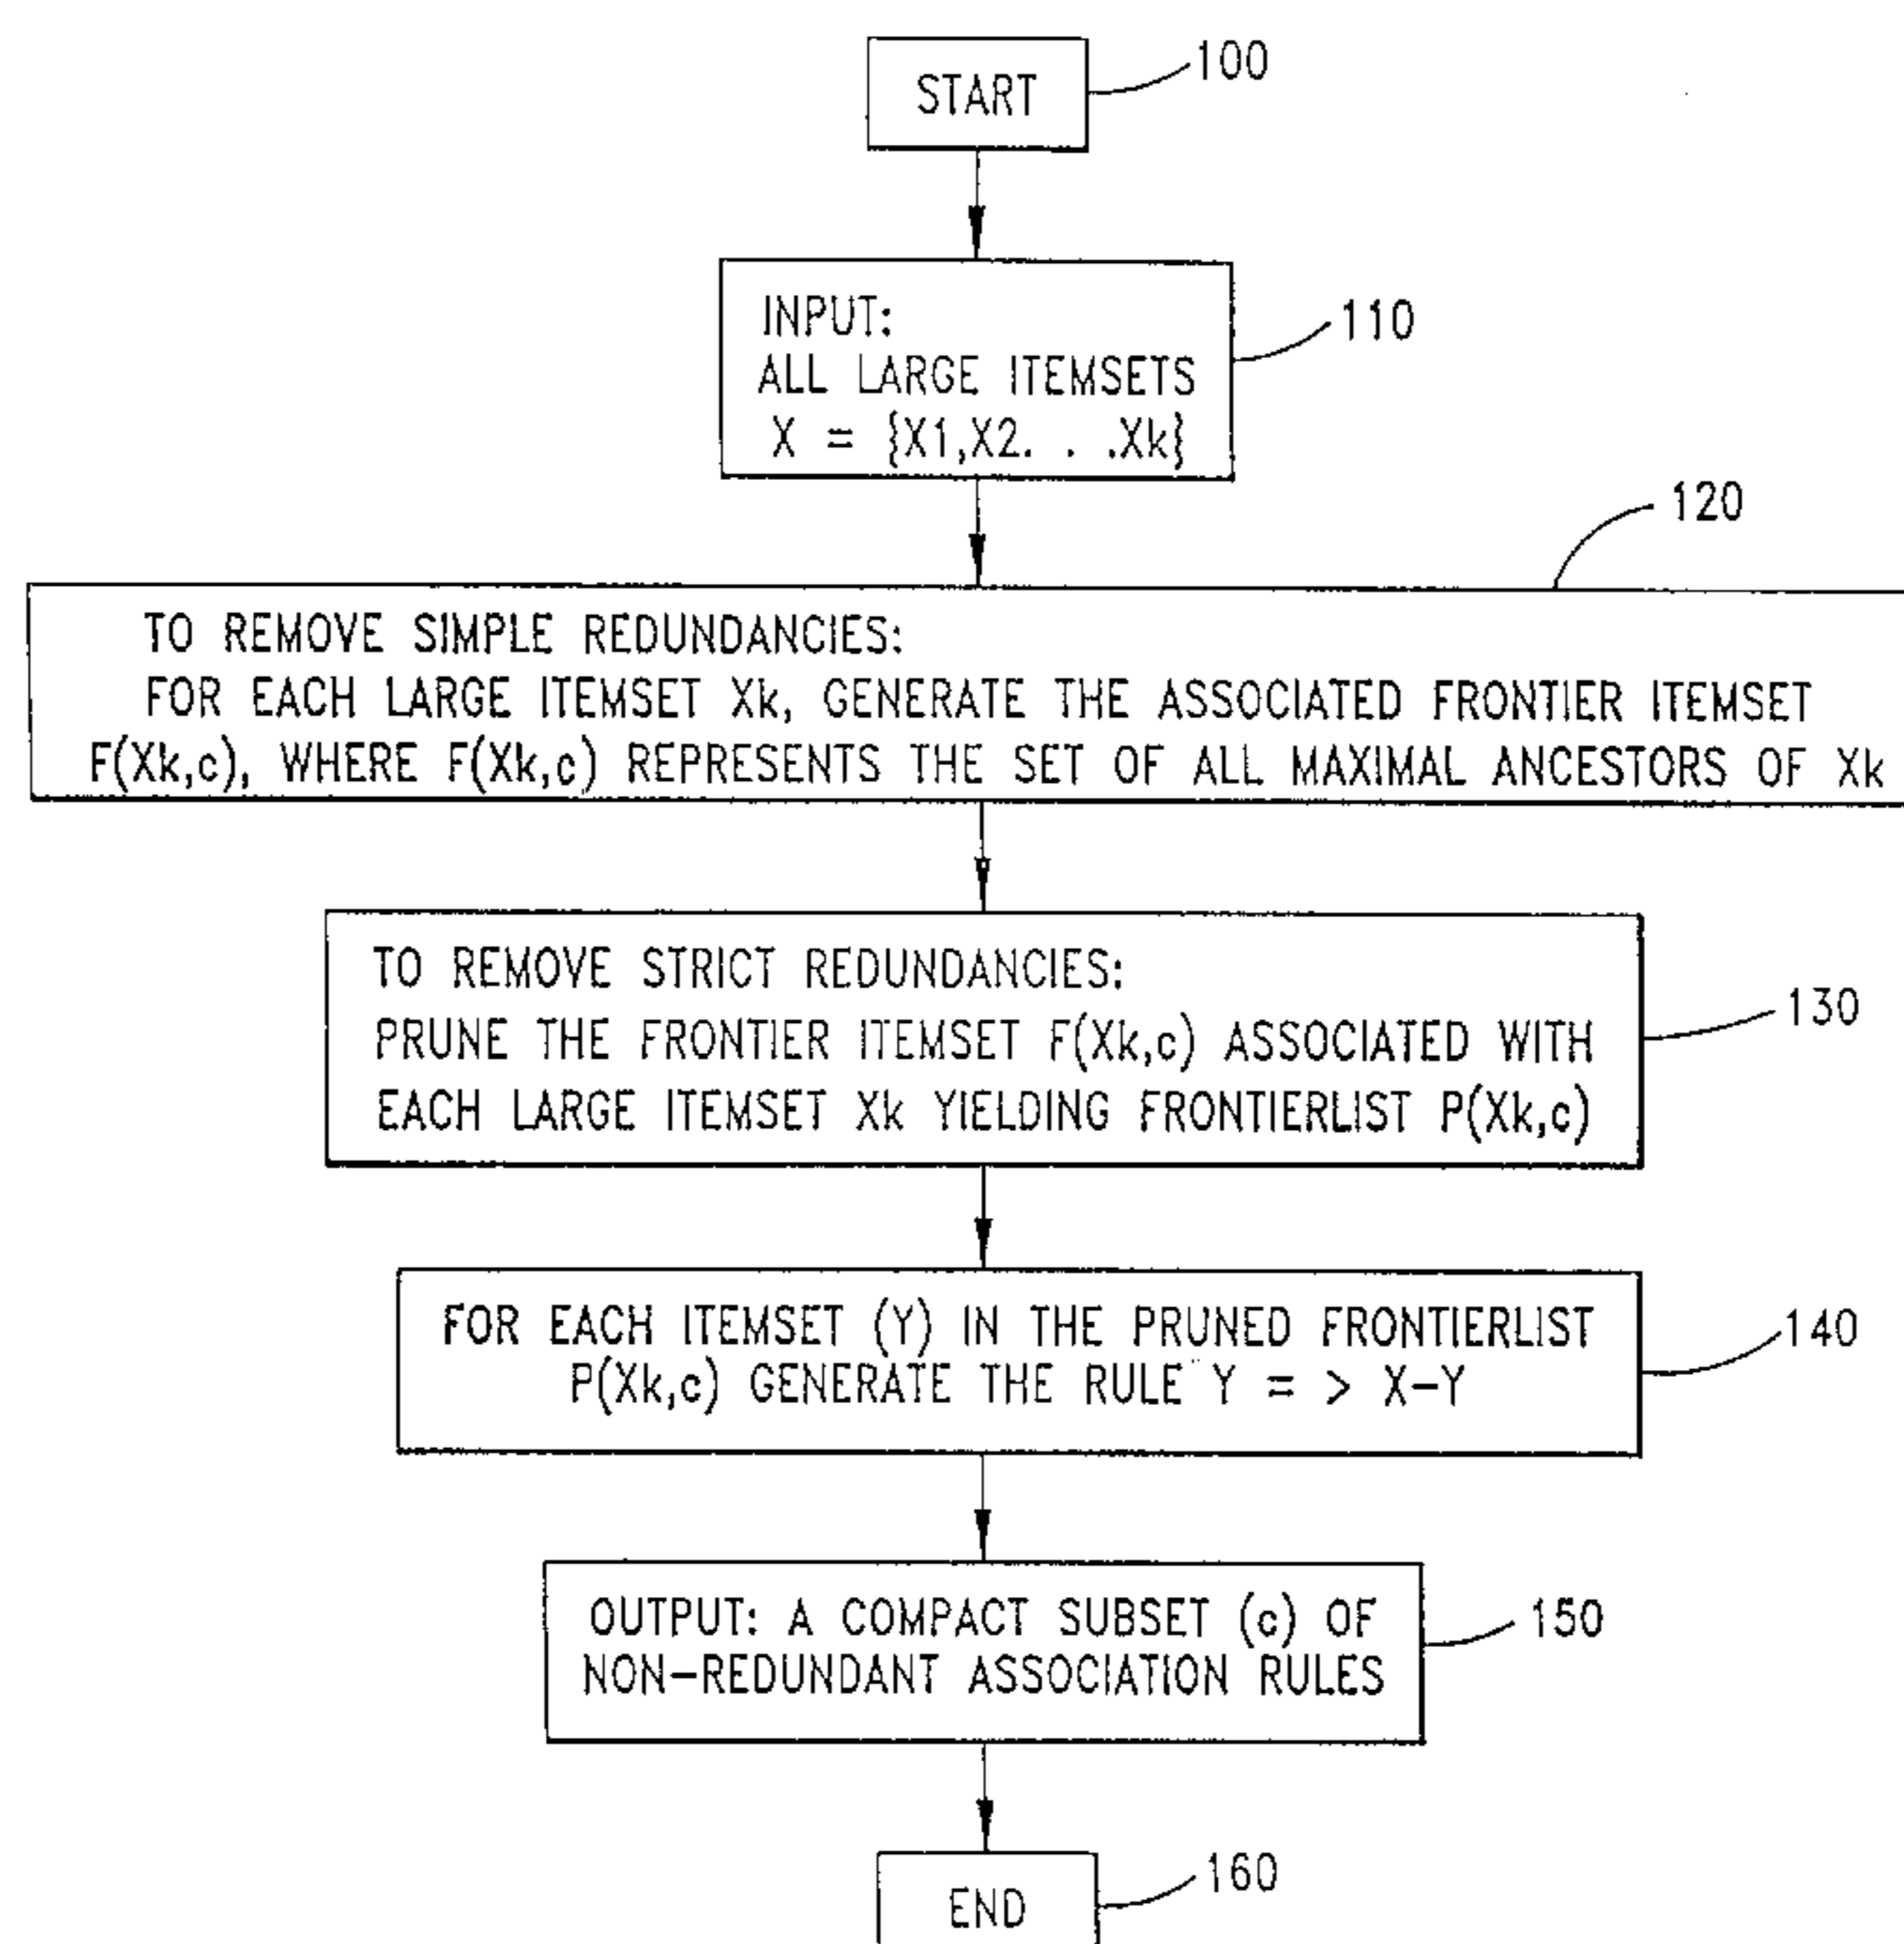 START
100
INPUT:
ALL LARGE ITEMSETS
X = {X1,X2. . .Xk}
110
120
TO REMOVE SIMPLE REDUNDANCIES:
FOR EACH LARGE ITEMSET Xk, GENERATE THE ASSOCIATED FRONTIER ITEMSET
F(Xk,c), WHERE F(Xk,c) REPRESENTS THE SET OF ALL MAXIMAL ANCESTORS OF Xk
TO REMOVE STRICT REDUNDANCIES:
PRUNE THE FRONTIER ITEMSET F(Xk,c) ASSOCIATED WITH
EACH LARGE ITEMSET Xk YIELDING FRONTIERLIST P(Xk,c)
130
FOR EACH ITEMSET (Y) IN THE PRUNED FRONTIERLIST
P(Xk,c) GENERATE THE RULE Y = > X-Y
140
OUTPUT: A COMPACT SUBSET (c) OF
NON-REDUNDANT ASSOCIATION RULES
150
END
160